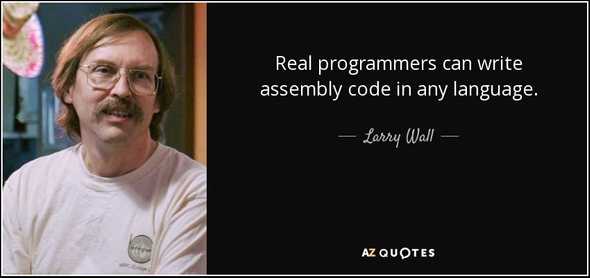 Real programmers can write
assembly code in any language.
Larry Wall
AZ QUOTES